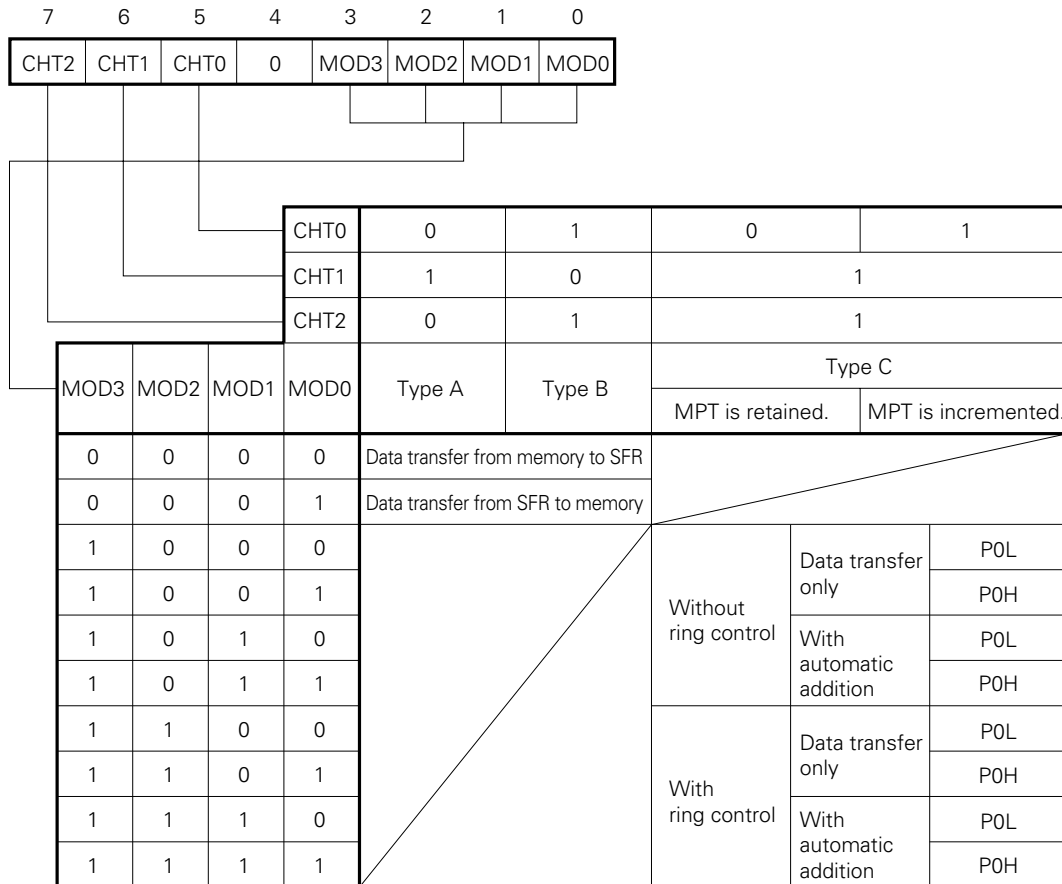 7 6 5 4 3 2 1 0
CHT2 CHT1 CHT0 0 MOD3 MOD2 MOD1 MOD0
CHT0 0 1 0 1
CHT1 1 0 1
CHT2 0 1 1
MOD3 MOD2 MOD1 MOD0 Type A Type B Type C
MPT is retained. MPT is incremented.
0 0 0 0 Data transfer from memory to SFR
0 0 0 1 Data transfer from SFR to memory
1 0 0 0 Without ring control Data transfer only P0L
1 0 0 1 P0H
1 0 1 0 With automatic addition P0L
1 0 1 1 P0H
1 1 0 0 With ring control Data transfer only P0L
1 1 0 1 P0H
1 1 1 0 With automatic addition P0L
1 1 1 1 P0H